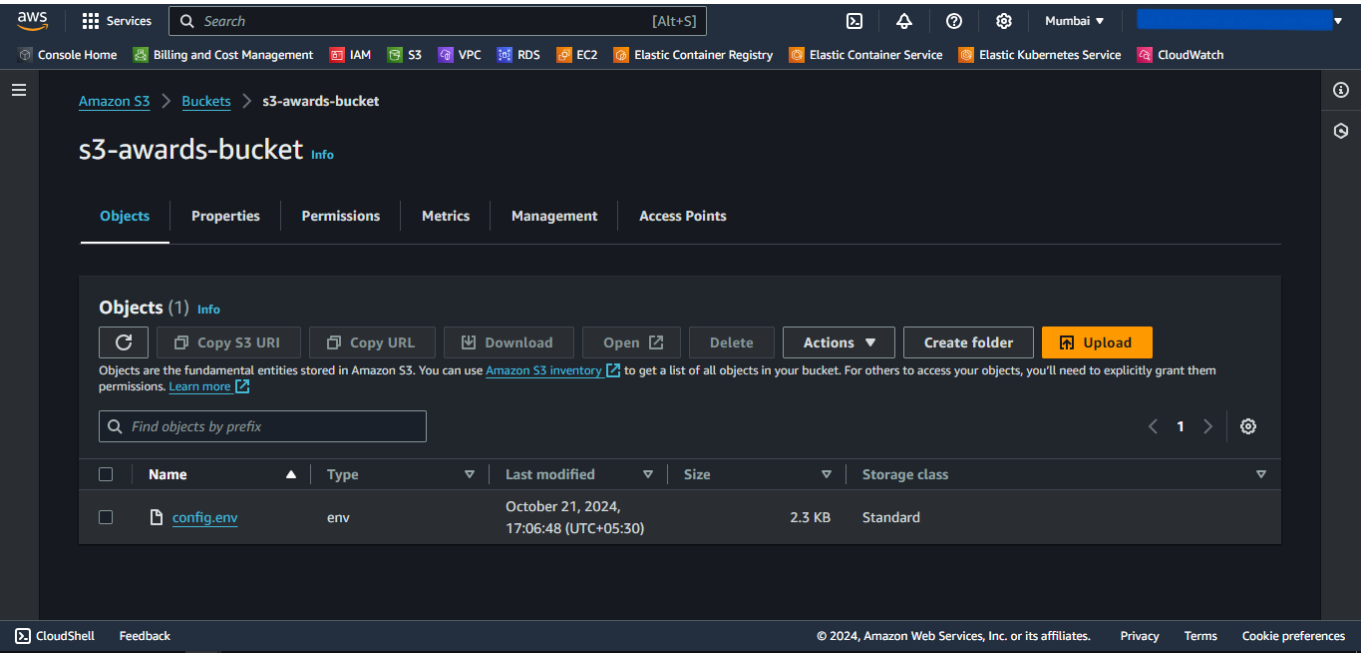 aws Services Search [Alt+S] Mumbai
Console Home Billing and Cost Management IAM S3 VPC RDS EC2 Elastic Container Registry Elastic Container Service Elastic Kubernetes Service CloudWatch
Amazon S3 > Buckets > s3-awards-bucket
s3-awards-bucket Info
Objects Properties Permissions Metrics Management Access Points
Objects (1) Info
Copy S3 URI Copy URL Download Open Delete Actions Create folder Upload
Objects are the fundamental entities stored in Amazon S3. You can use Amazon S3 inventory to get a list of all objects in your bucket. For others to access your objects, you'll need to explicitly grant them
permissions. Learn more
Find objects by prefix < 1 >
Name Type Last modified Size Storage class
config.env env October 21, 2024, 2.3 KB Standard
17:06:48 (UTC+05:30)
CloudShell Feedback © 2024, Amazon Web Services, Inc. or its affiliates. Privacy Terms Cookie preferences